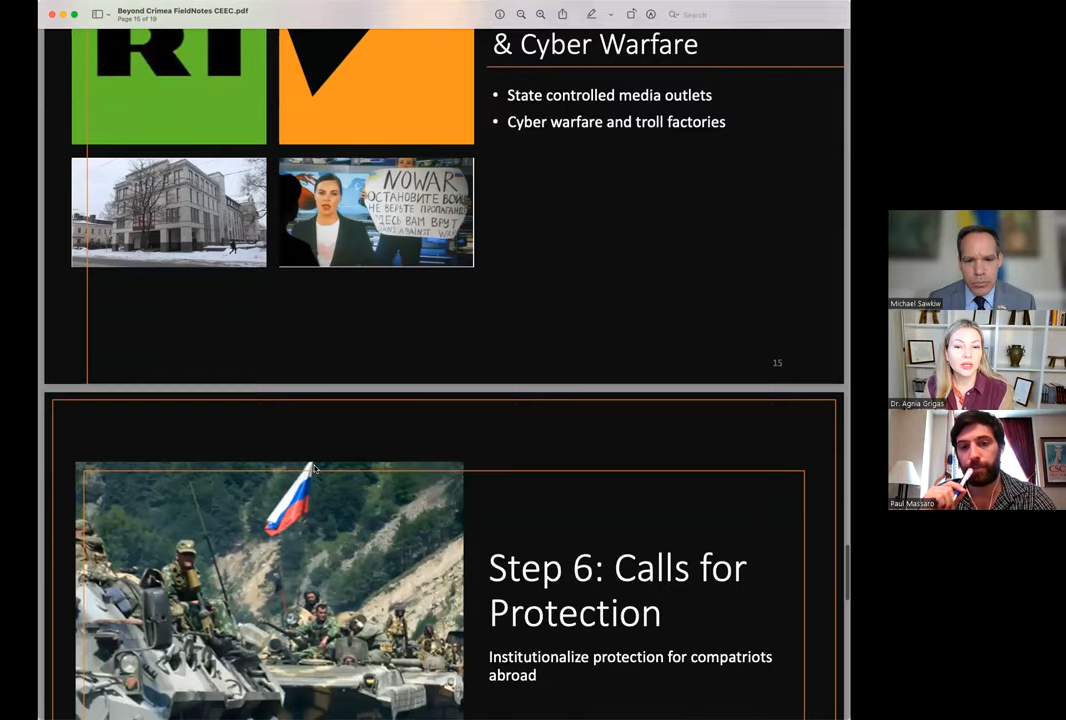 Beyond Crimea FieldNotes CEEC.pdf
Page 15 of 19
Search
RT
& Cyber Warfare
• State controlled media outlets
• Cyber warfare and troll factories
NO WAR
ОСТАНОВИТЕ ВОЙНУ
НЕ ВЕРЬТЕ ПРОПАГАНДЕ
ЗДЕСЬ ВАМ ВРУТ
15
Michael Sawkiw
Dr. Agnia Grigas
CSC
Paul Massaro
Step 6: Calls for
Protection
Institutionalize protection for compatriots
abroad